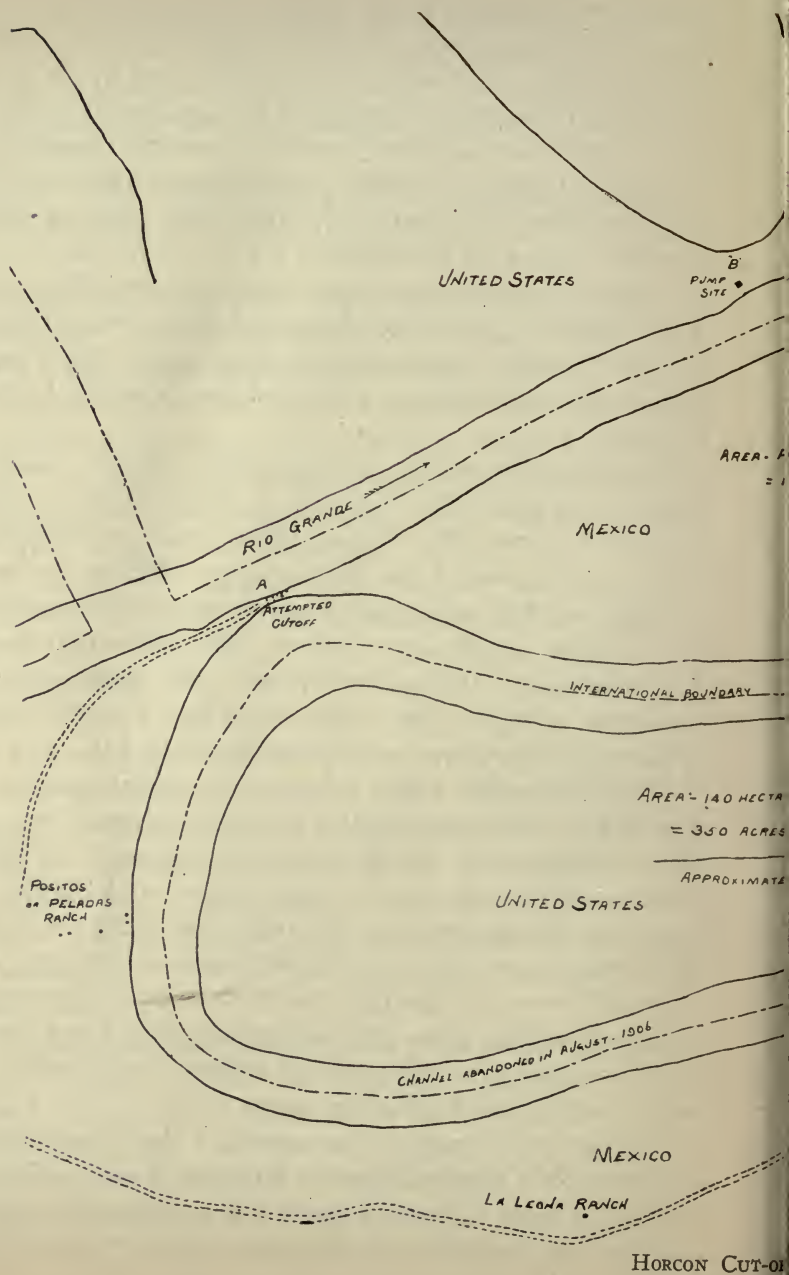 UNITED STATES
"B"
PUMP
SITE
AREA-
=
RIO GRANDE
MEXICO
A
ATTEMPTED
CUTOFF
INTERNATIONAL BOUNDARY
AREA- 140 HECTA
= 350 ACRES
APPROXIMATE
POSITOS
OR PELADAS
RANCH
UNITED STATES
CHANNEL ABANDONED IN AUGUST-1906
MEXICO
LA LEONA RANCH
HORCON CUT-O